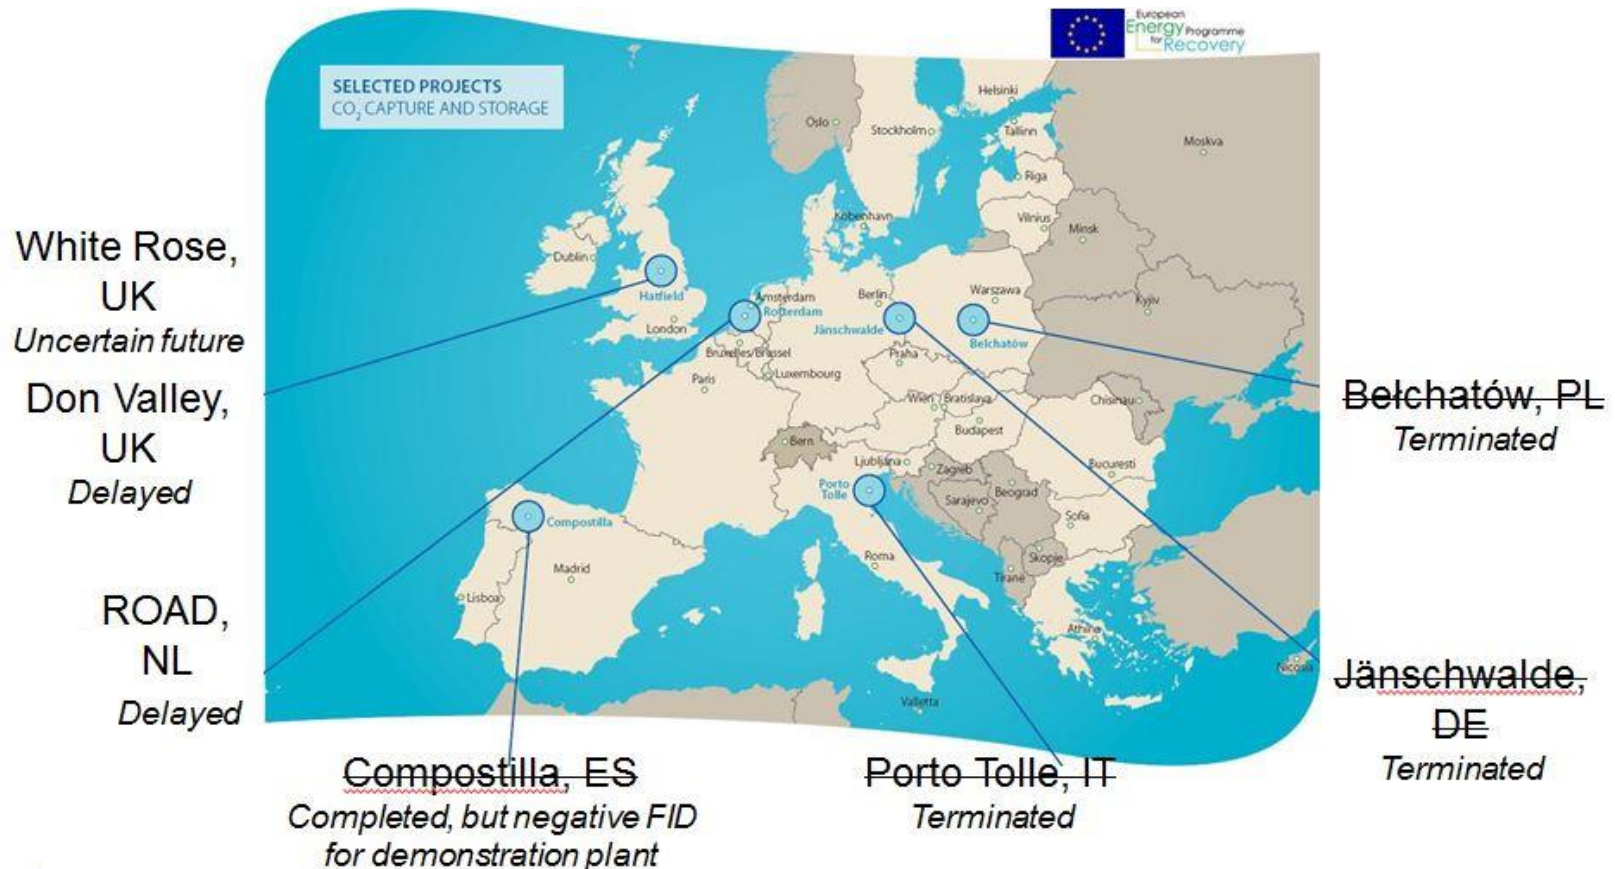 European
Energy Programme
for Recovery
SELECTED PROJECTS
CO₂ CAPTURE AND STORAGE
Helsinki
Oslo
Stockholm
Tallinn
Moskva
Riga
København
Vilnius
Minsk
Dublin
Hatfield
Amsterdam
Rotterdam
Berlin
Warszawa
Kyiv
London
Jänschwalde
Bełchatów
Bruxelles/Brussel
Praha
Paris
Luxembourg
Wien
Bratislava
Chisinau
Budapest
Bern
Ljubljana
Zagreb
Bucuresti
Porto
Tolle
Sarajevo
Beograd
Sofia
Compostilla
Roma
Skopje
Madrid
Tiranë
Lisboa
Athina
Nicosia
Valletta
White Rose,
UK
Uncertain future
Don Valley,
UK
Delayed
ROAD,
NL
Delayed
Compostilla, ES
Completed, but negative FID
for demonstration plant
Porto Tolle, IT
Terminated
Bełchatów, PL
Terminated
Jänschwalde,
DE
Terminated